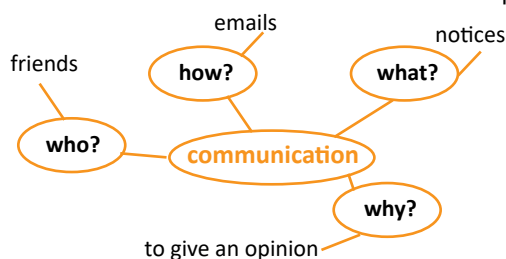 emails
notices
friends
how?
what?
who?
communication
why?
to give an opinion